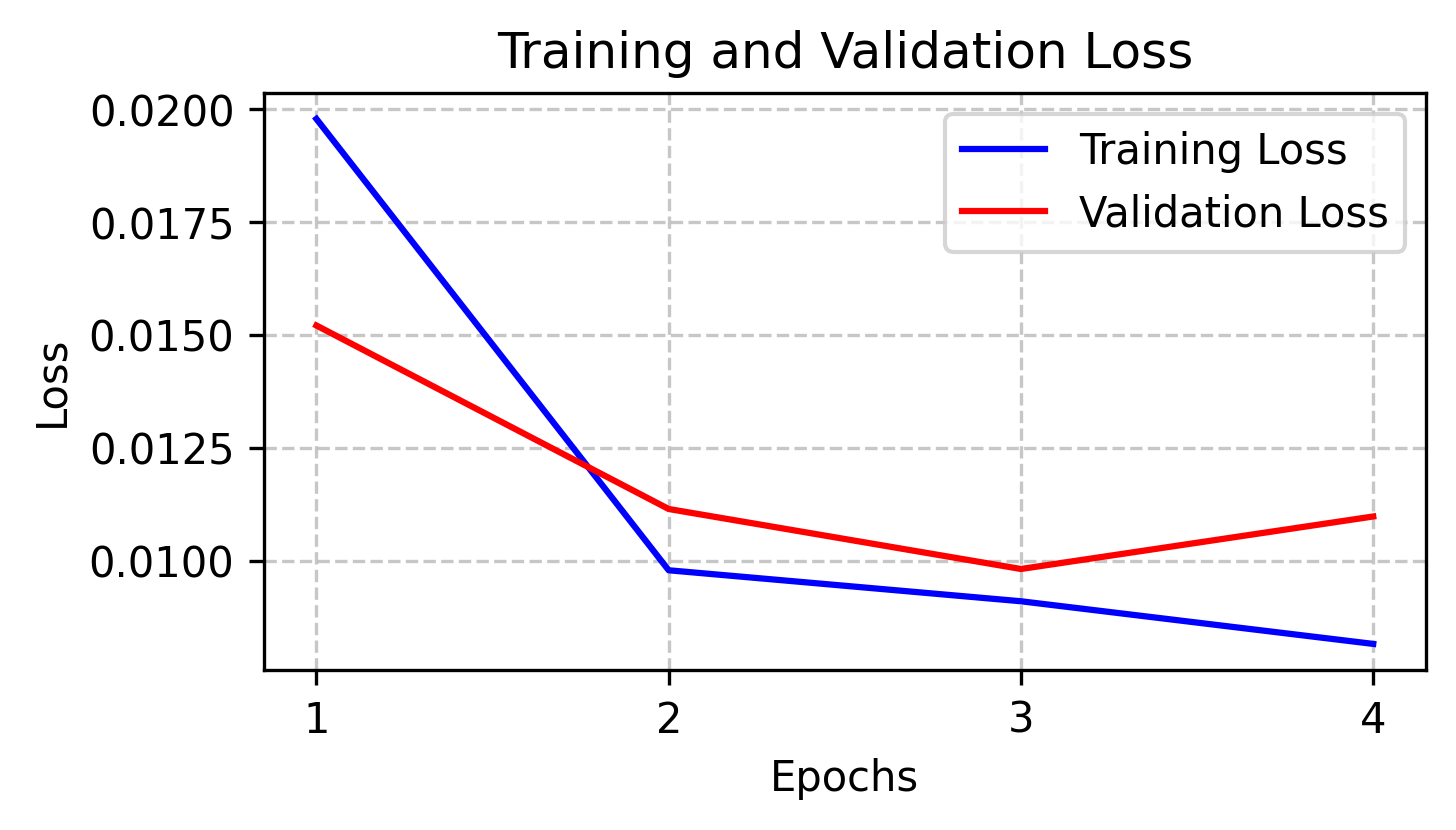 Training and Validation Loss
0.0200
0.0175
0.0150
0.0125
0.0100
Loss
Training Loss
Validation Loss
1 2 3 4
Epochs